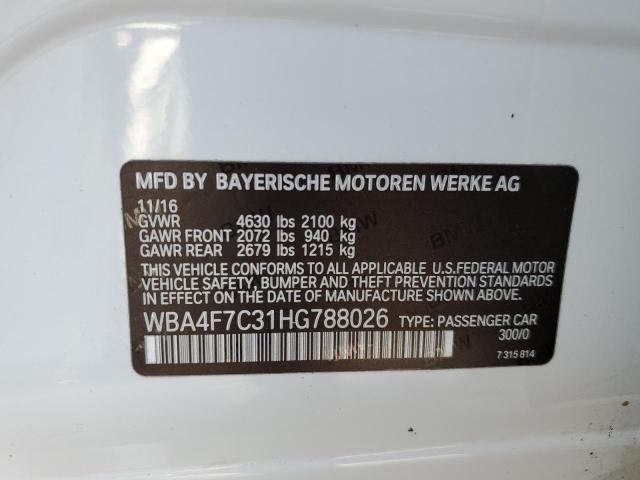 MFD BY BAYERISCHE MOTOREN WERKE AG
11/16
GVWR 4630 lbs 2100 kg
GAWR FRONT 2072 lbs 940 kg
GAWR REAR 2679 lbs 1215 kg
THIS VEHICLE CONFORMS TO ALL APPLICABLE U.S.FEDERAL MOTOR
VEHICLE SAFETY, BUMPER AND THEFT PREVENTION STANDARDS IN
EFFECT ON THE DATE OF MANUFACTURE SHOWN ABOVE.
WBA4F7C31HG788026 TYPE: PASSENGER CAR
300/0
7 315 814